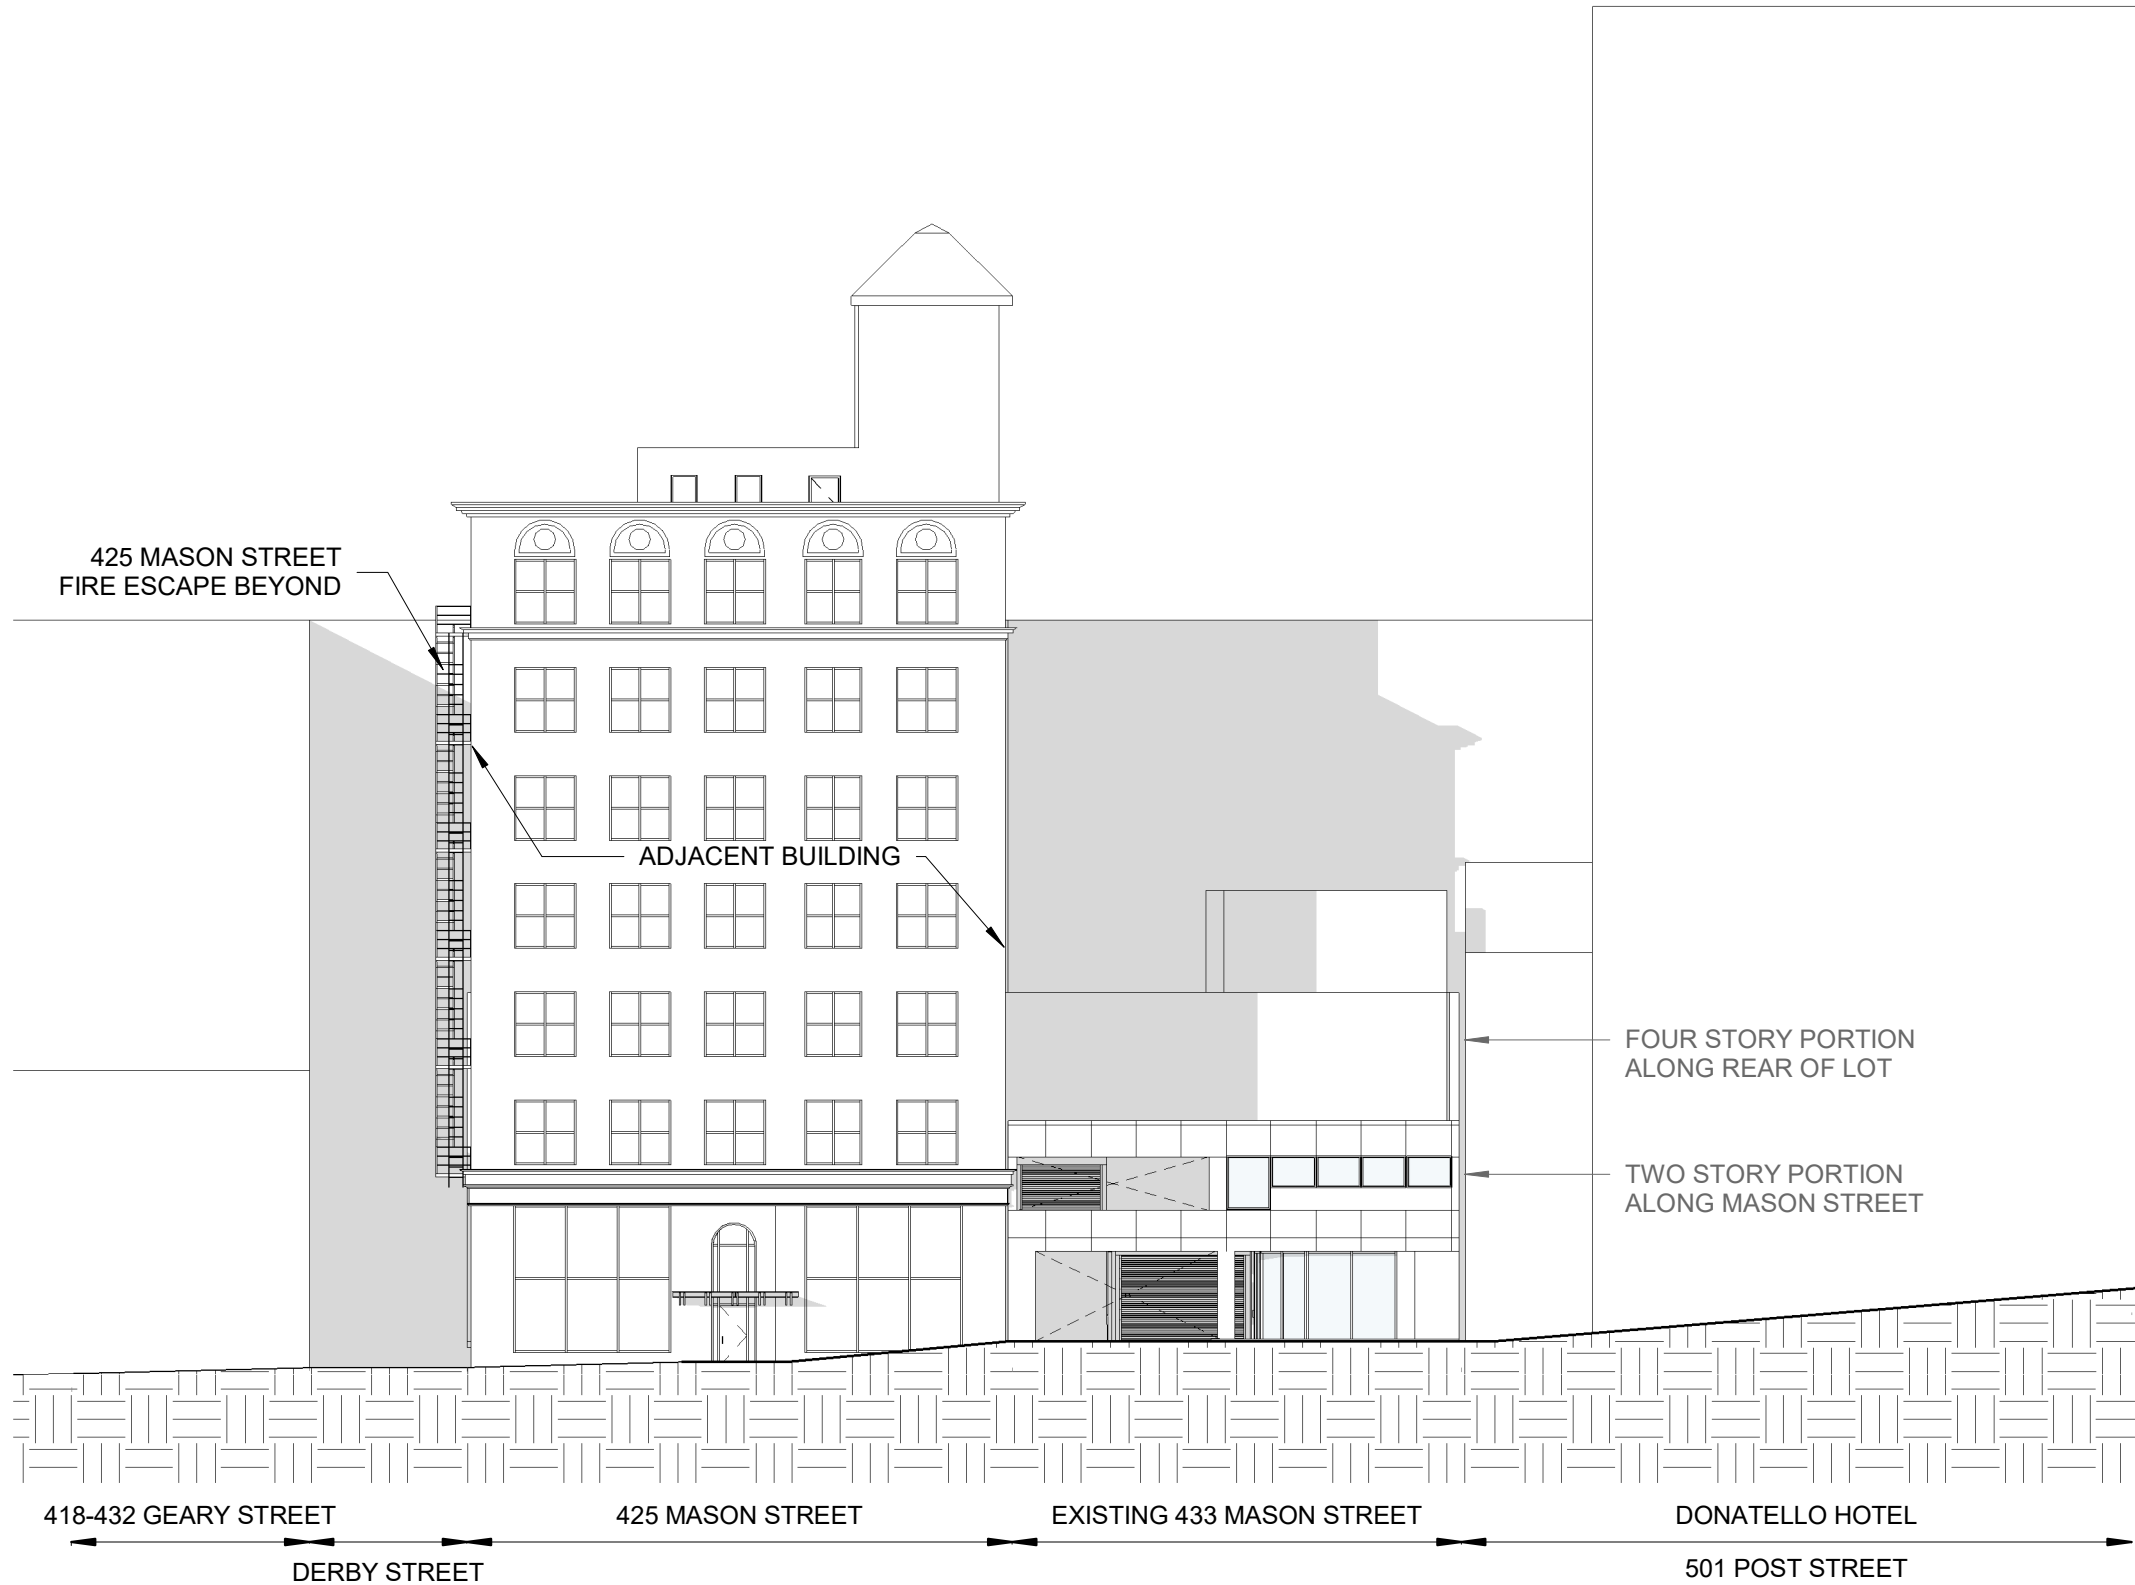 425 MASON STREET
FIRE ESCAPE BEYOND
ADJACENT BUILDING
FOUR STORY PORTION
ALONG REAR OF LOT
TWO STORY PORTION
ALONG MASON STREET
418-432 GEARY STREET
DERBY STREET
425 MASON STREET
EXISTING 433 MASON STREET
DONATELLO HOTEL
501 POST STREET